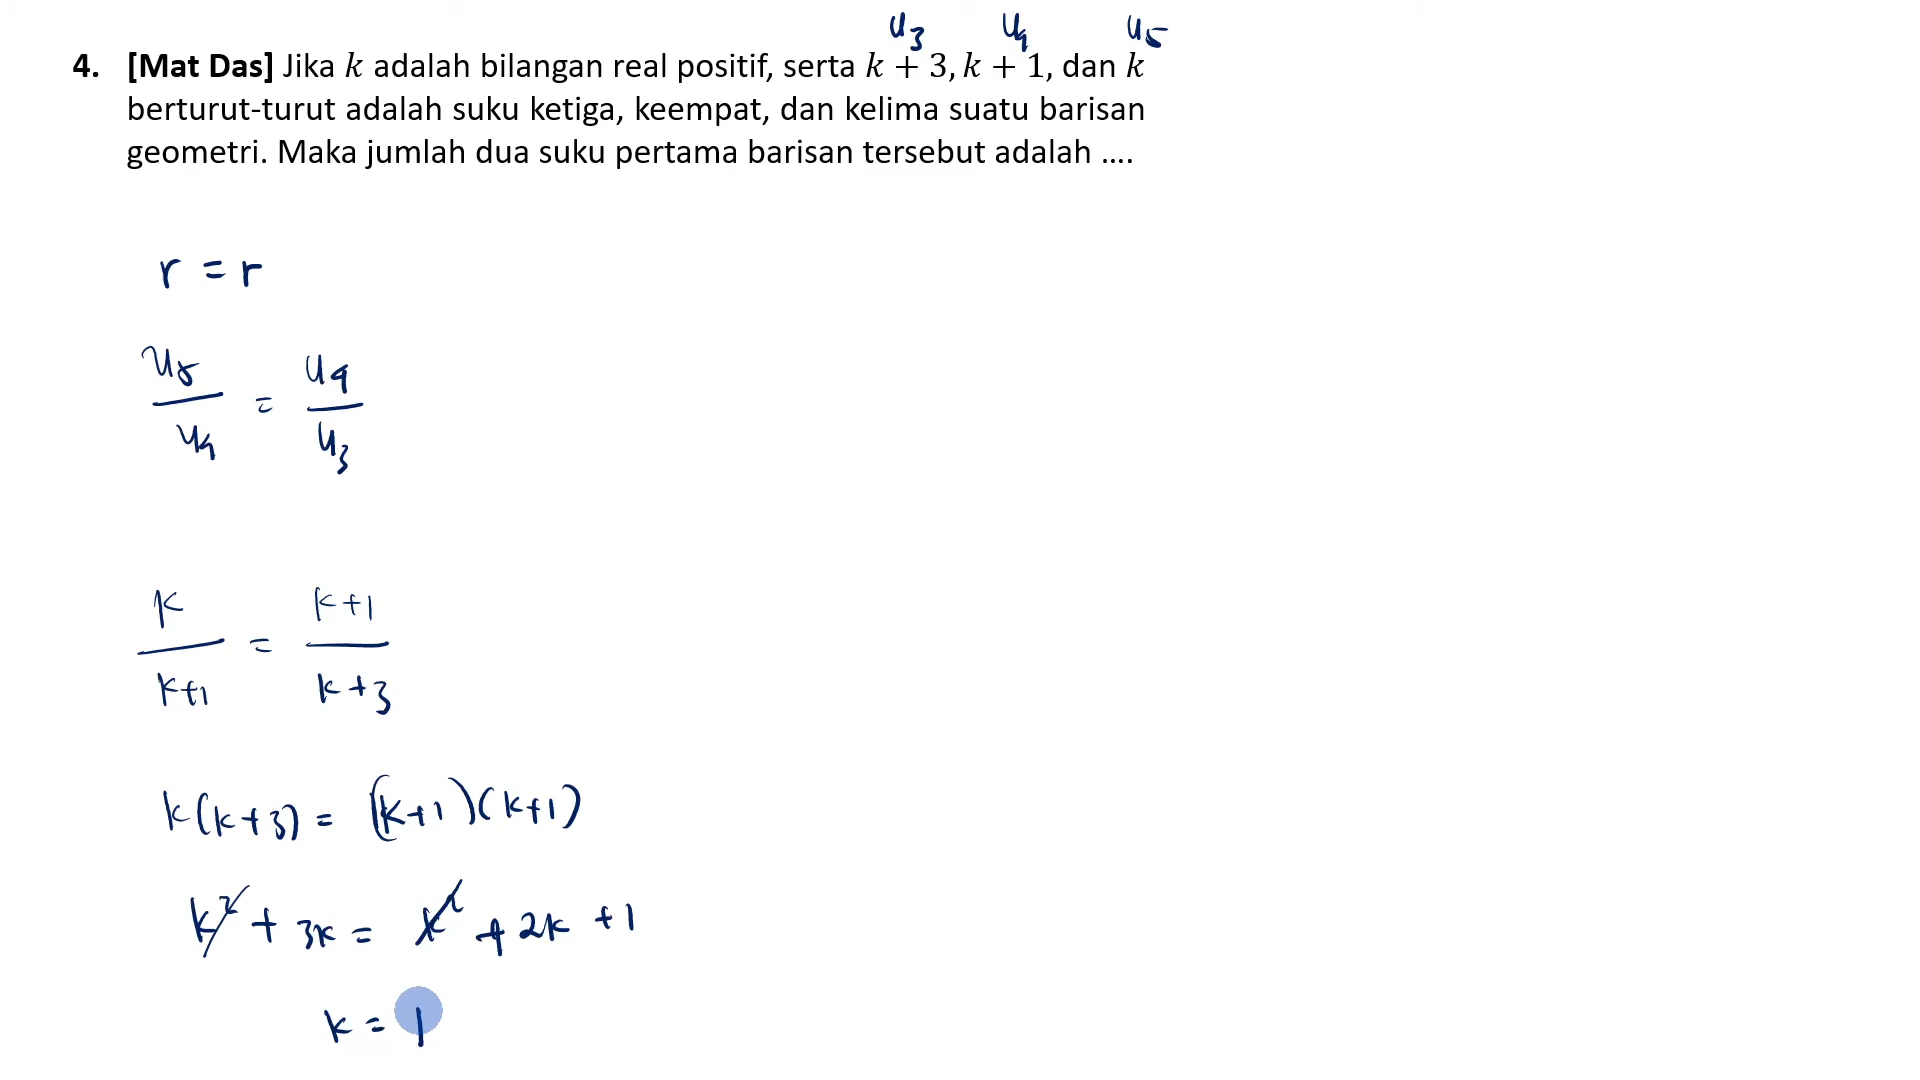 u3 u4 u5
4. [Mat Das] Jika k adalah bilangan real positif, serta k + 3, k + 1, dan k
berturut-turut adalah suku ketiga, keempat, dan kelima suatu barisan
geometri. Maka jumlah dua suku pertama barisan tersebut adalah ....
r = r
u5/u4 = u4/u3
k/k+1 = k+1/k+3
k(k+3) = (k+1)(k+1)
k² + 3k = k² + 2k + 1
k = 1